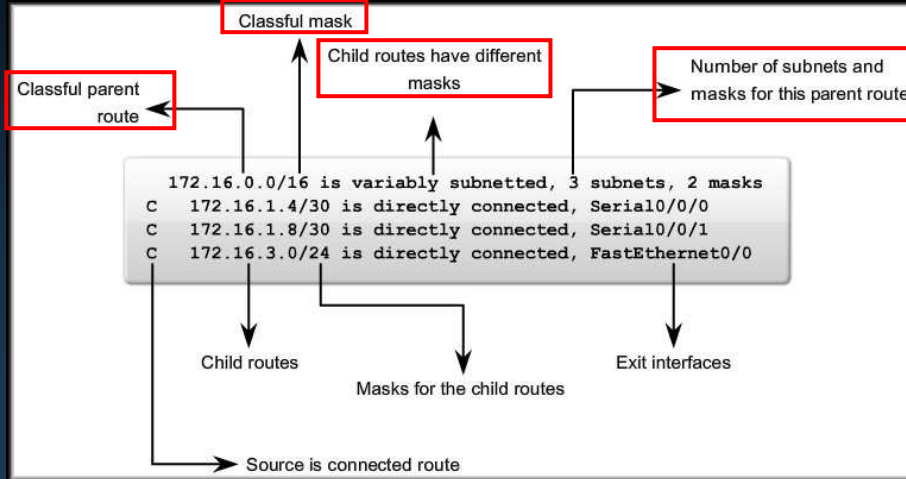 Classful mask
Child routes have different
masks
Number of subnets and
masks for this parent route
Classful parent
route
172.16.0.0/16 is variably subnetted, 3 subnets, 2 masks
C 172.16.1.4/30 is directly connected, Serial0/0/0
C 172.16.1.8/30 is directly connected, Serial0/0/1
C 172.16.3.0/24 is directly connected, FastEthernet0/0
Child routes
Masks for the child routes
Exit interfaces
Source is connected route